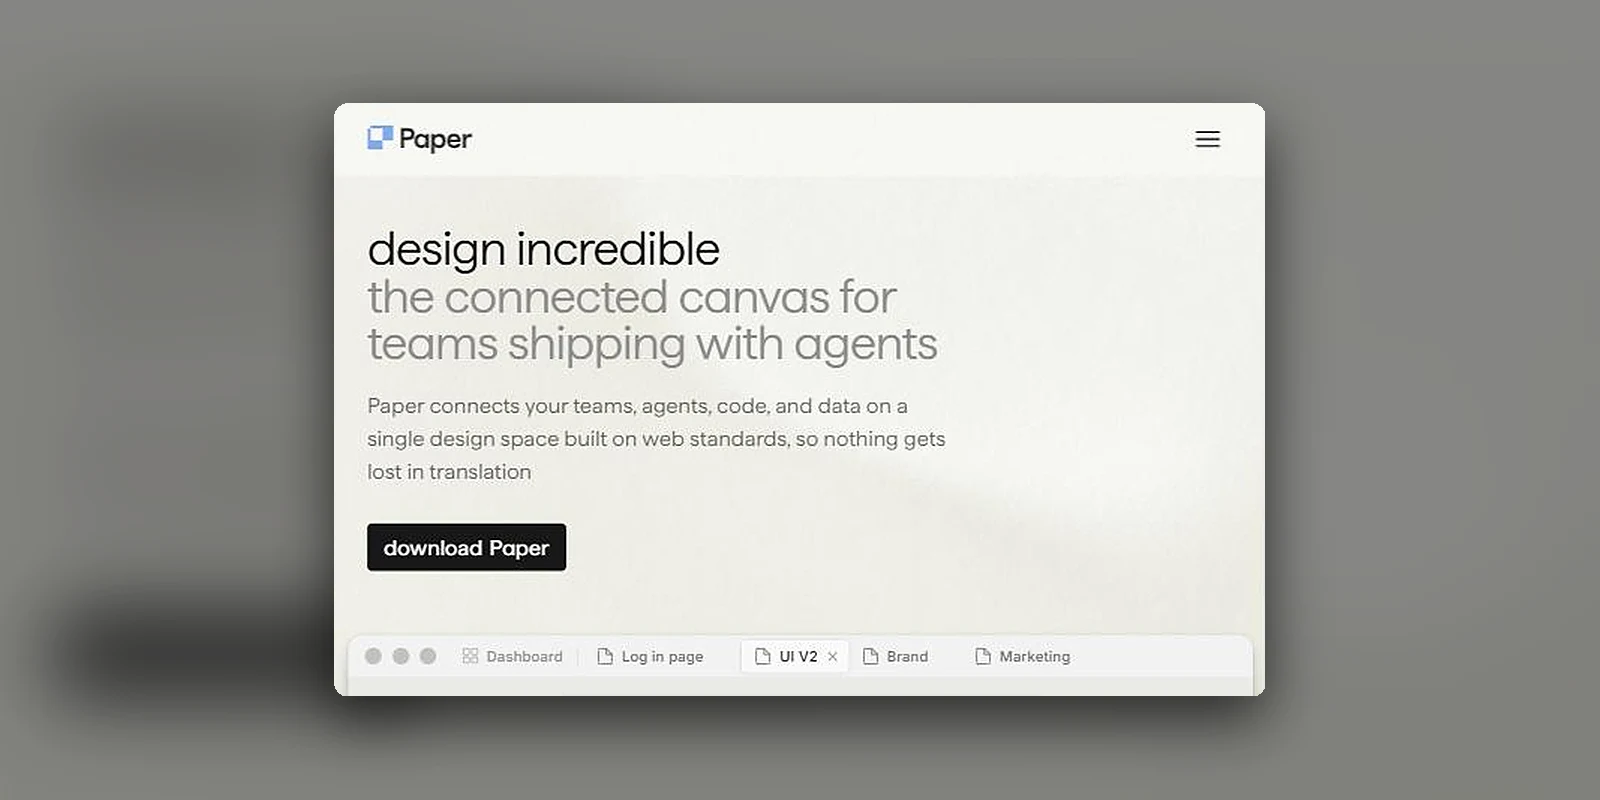 Paper
design incredible
the connected canvas for
teams shipping with agents
Paper connects your teams, agents, code, and data on a
single design space built on web standards, so nothing gets
lost in translation
download Paper
Dashboard Log in page UI V2 Brand Marketing